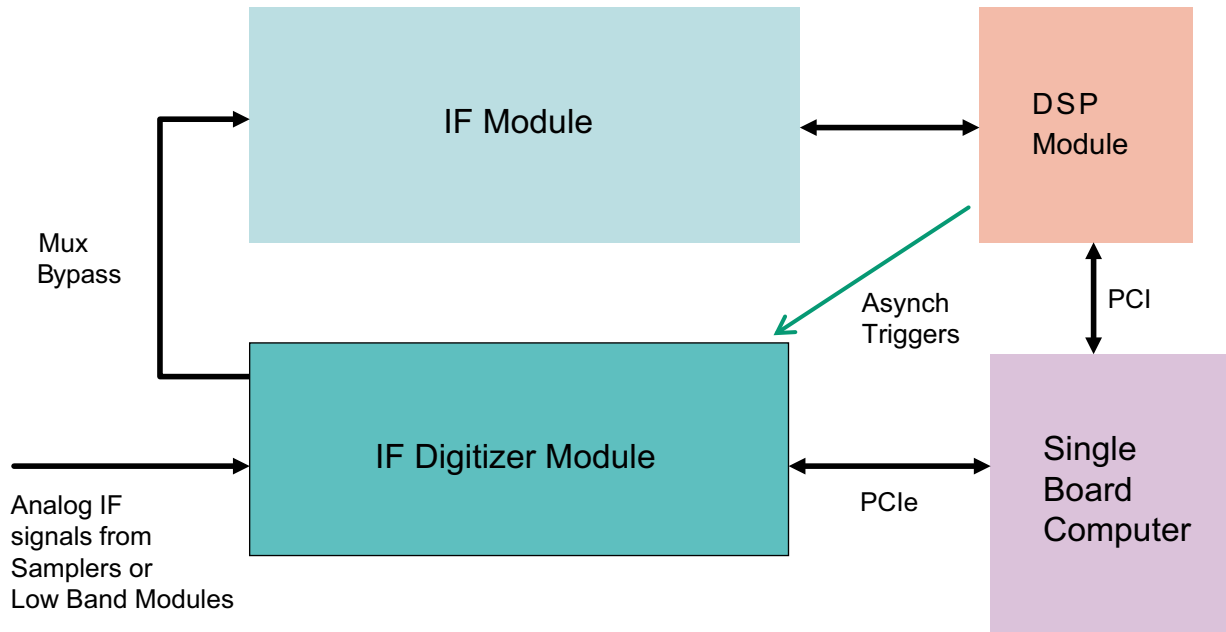 IF Module
DSP
Module
Mux
Bypass
Asynch
Triggers
PCI
IF Digitizer Module
PCIe
Single
Board
Computer
Analog IF
signals from
Samplers or
Low Band Modules